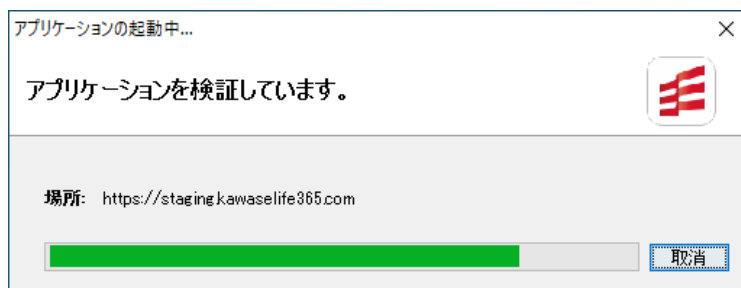 アプリケーションの起動中...
アプリケーションを検証しています。
場所: https://staging.kawaselife365.com
取消